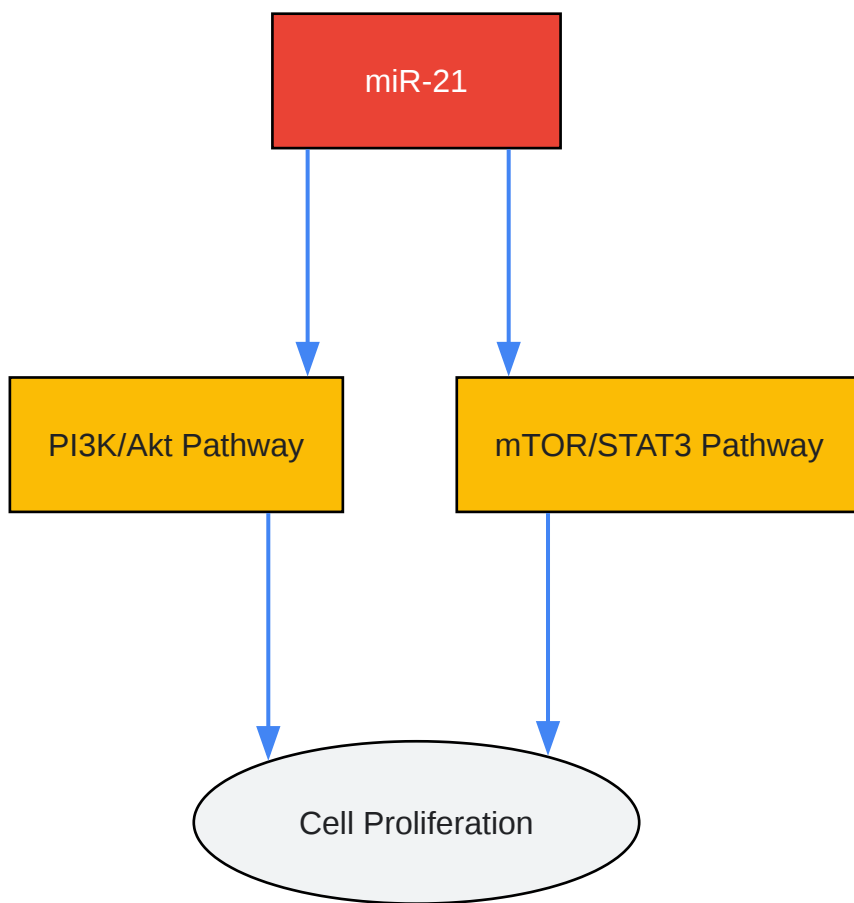 miR-21
PI3K/Akt Pathway
mTOR/STAT3 Pathway
Cell Proliferation